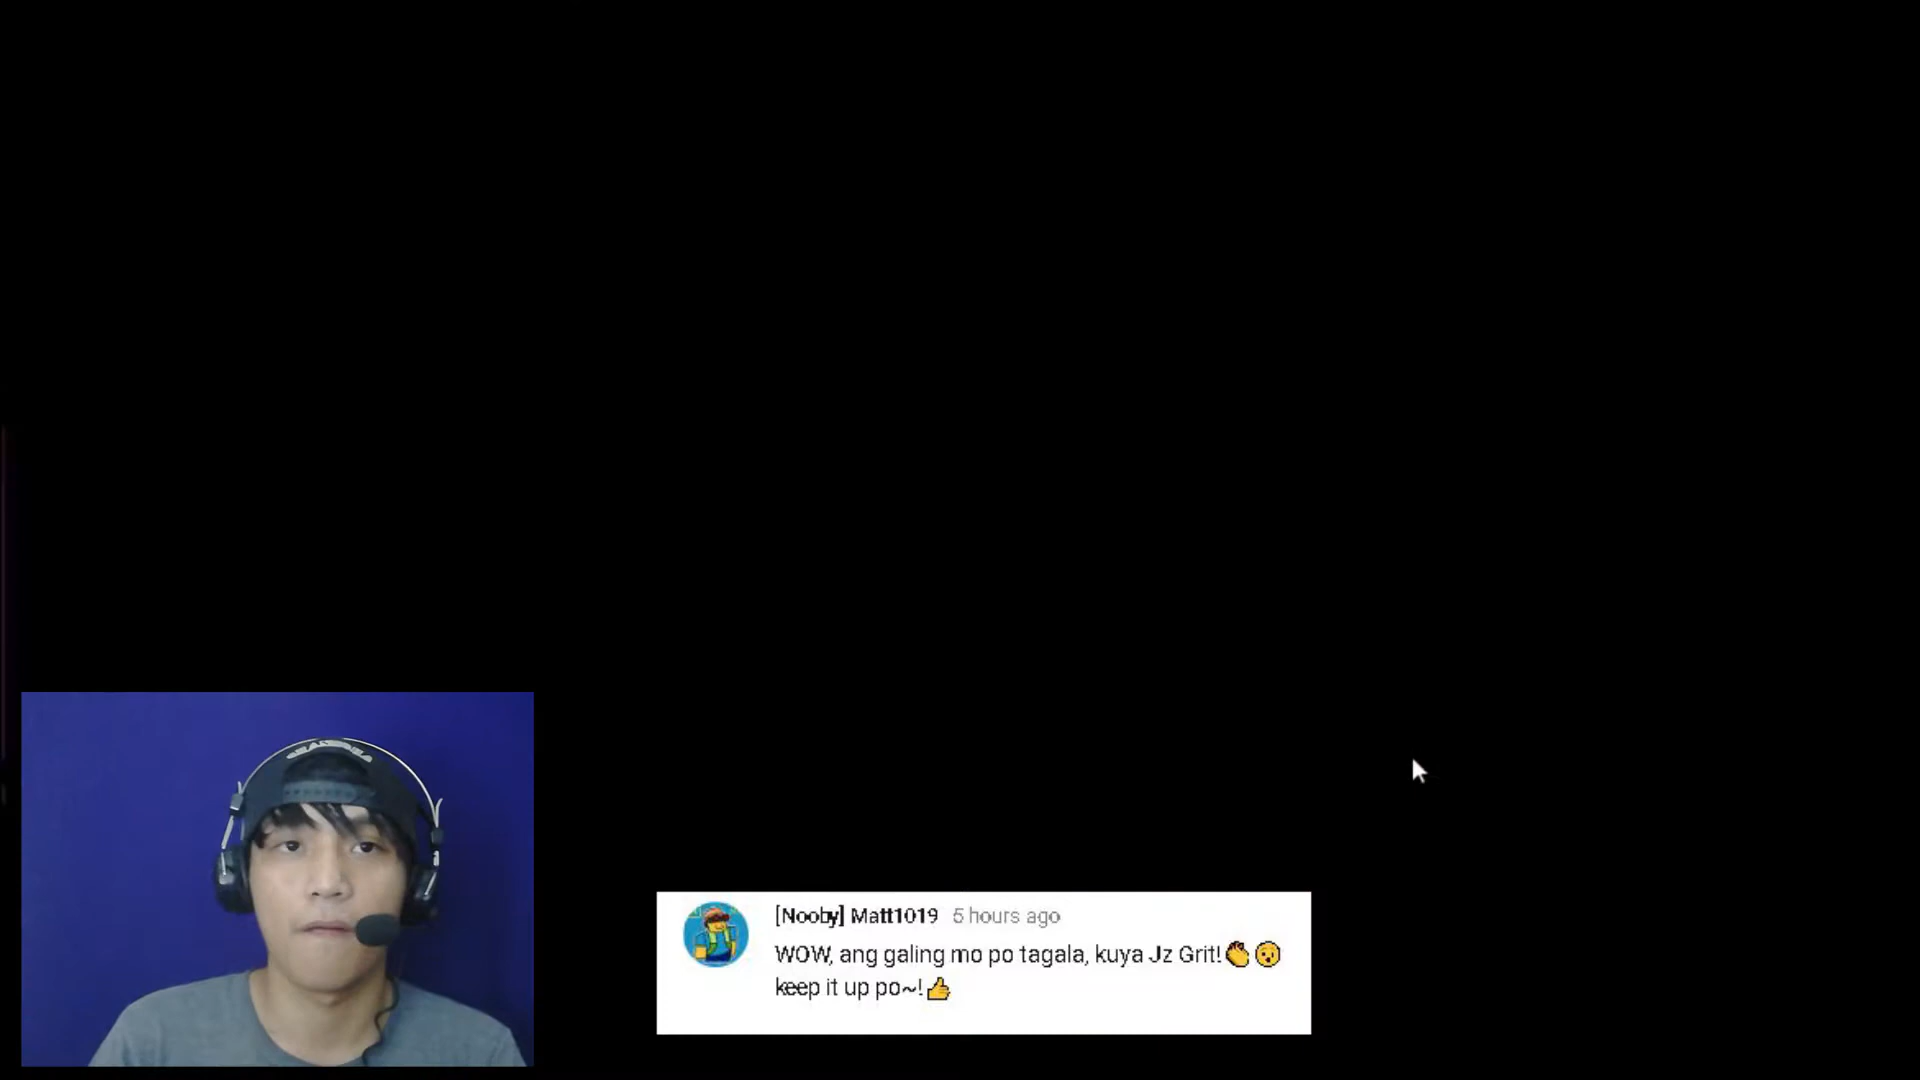 [Nooby] Matt1019 5 hours ago
WOW, ang galing mo po tagala, kuya Jz Grit!👏😮
keep it up po~!👍